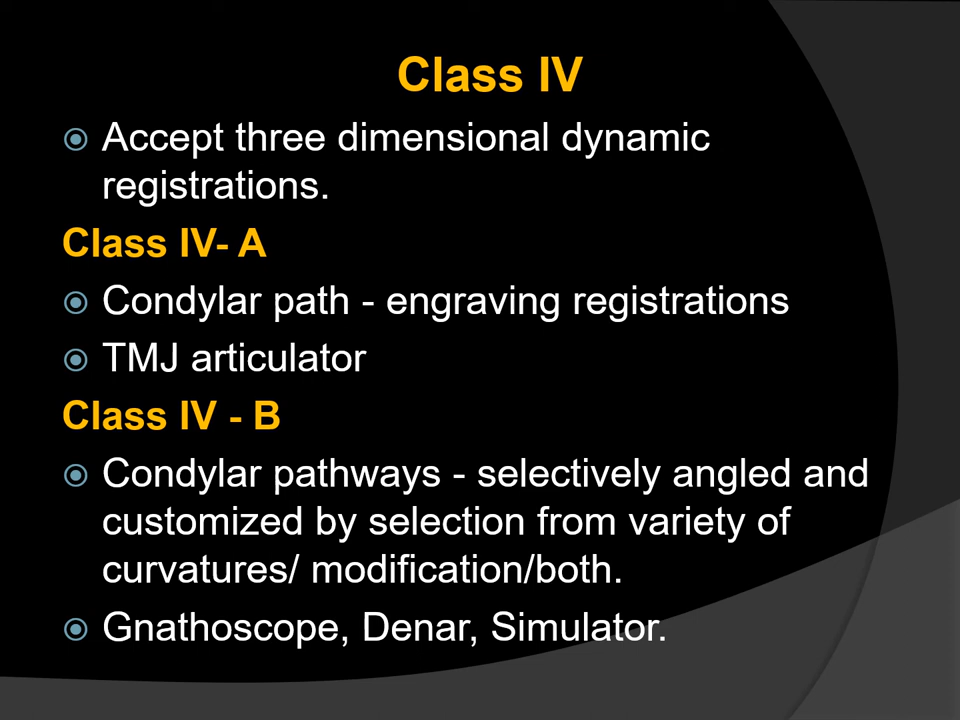 Class IV
Accept three dimensional dynamic
registrations.
Class IV- A
Condylar path - engraving registrations
TMJ articulator
Class IV - B
Condylar pathways - selectively angled and
customized by selection from variety of
curvatures/ modification/both.
Gnathoscope, Denar, Simulator.